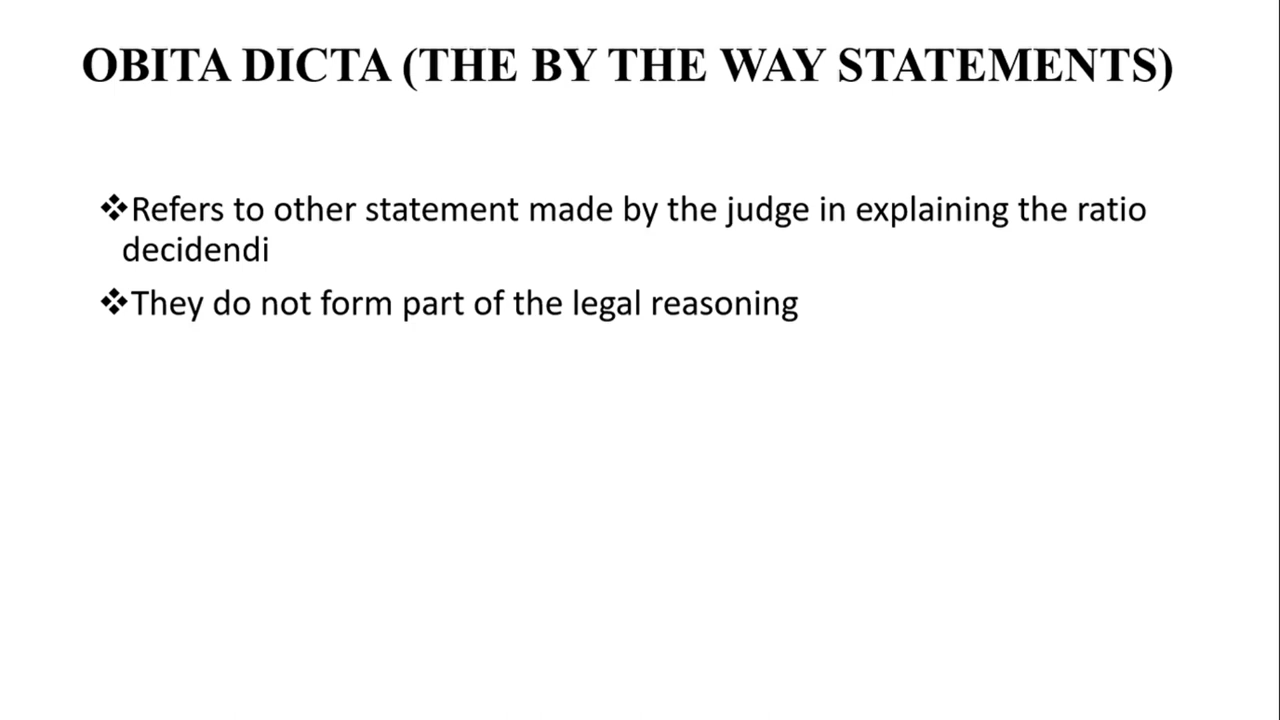 OBITA DICTA (THE BY THE WAY STATEMENTS)
❖Refers to other statement made by the judge in explaining the ratio
decidendi
❖They do not form part of the legal reasoning